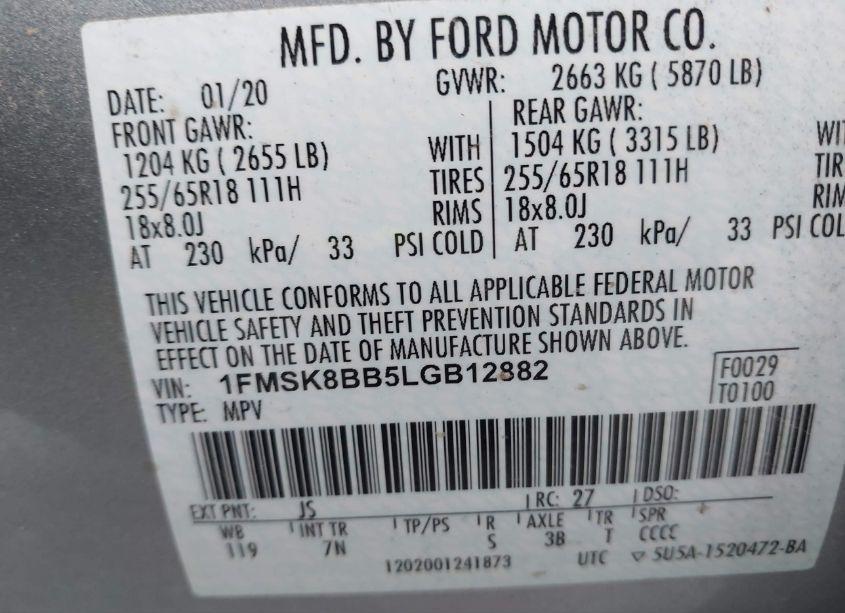 MFD. BY FORD MOTOR CO.
DATE: 01/20 GVWR: 2663 KG ( 5870 LB)
FRONT GAWR: REAR GAWR:
1204 KG ( 2655 LB) WITH 1504 KG ( 3315 LB)
255/65R18 111H TIRES 255/65R18 111H
18x8.0J RIMS 18x8.0J
AT 230 kPa/ 33 PSI COLD AT 230 kPa/ 33 PSI
THIS VEHICLE CONFORMS TO ALL APPLICABLE FEDERAL MOTOR
VEHICLE SAFETY AND THEFT PREVENTION STANDARDS IN
EFFECT ON THE DATE OF MANUFACTURE SHOWN ABOVE.
VIN: 1FMSK8BB5LGB12882 F0029
TYPE: MPV T0100
EXT PNT: JS RC: 27 DSO:
WB INT TR TP/PS R AXLE TR SPR
119 7N S 3B T CCCC
1202001241873 UTC ▽ 5U5A-1520472-BA